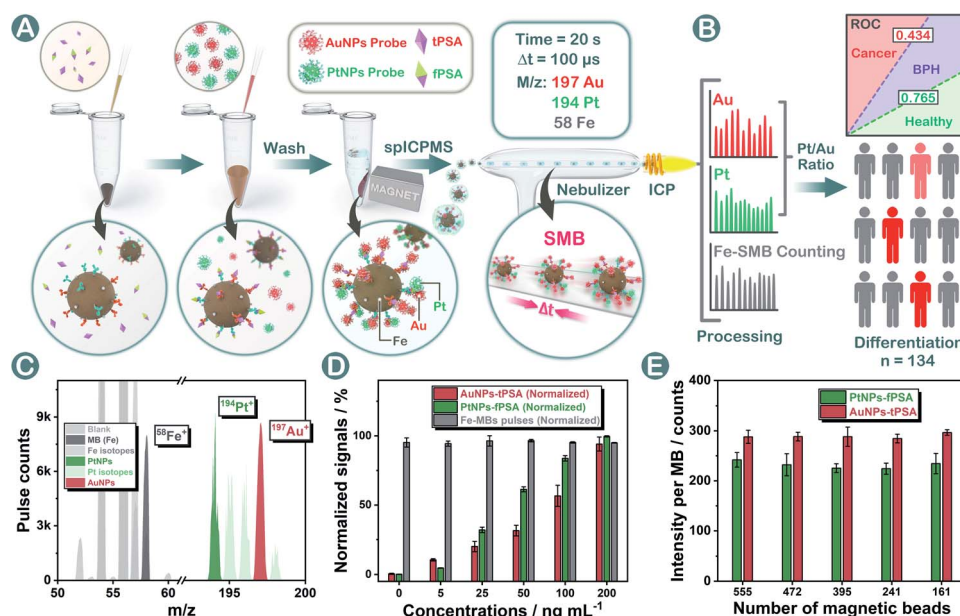 A
AuNPs Probe
tPSA
PtNPs Probe
fPSA
Time = 20 s
Δt = 100 µs
M/z: 197 Au
194 Pt
58 Fe
Wash
spICPMS
MAGNET
Nebulizer
ICP
Pt
Au
Fe
SMB
Δt
B
ROC
0.434
Cancer
BPH
0.765
Healthy
Au
Pt
Pt/Au
Ratio
Fe-SMB Counting
Processing
Differentiation
n = 134
C
Pulse counts
9k
6k
3k
0
Blank
MB (Fe)
Fe isotopes
PtNPs
Pt isotopes
AuNPs
⁵⁸Fe⁺
¹⁹⁴Pt⁺
¹⁹⁷Au⁺
50
55
195
200
m/z
D
Normalized signals / %
100
50
0
AuNPs-tPSA (Normalized)
PtNPs-fPSA (Normalized)
Fe-MBs pulses (Normalized)
0
5
25
50
100
200
Concentrations / ng mL⁻¹
E
Intensity per MB / counts
400
300
200
100
0
PtNPs-fPSA
AuNPs-tPSA
555
472
395
241
161
Number of magnetic beads